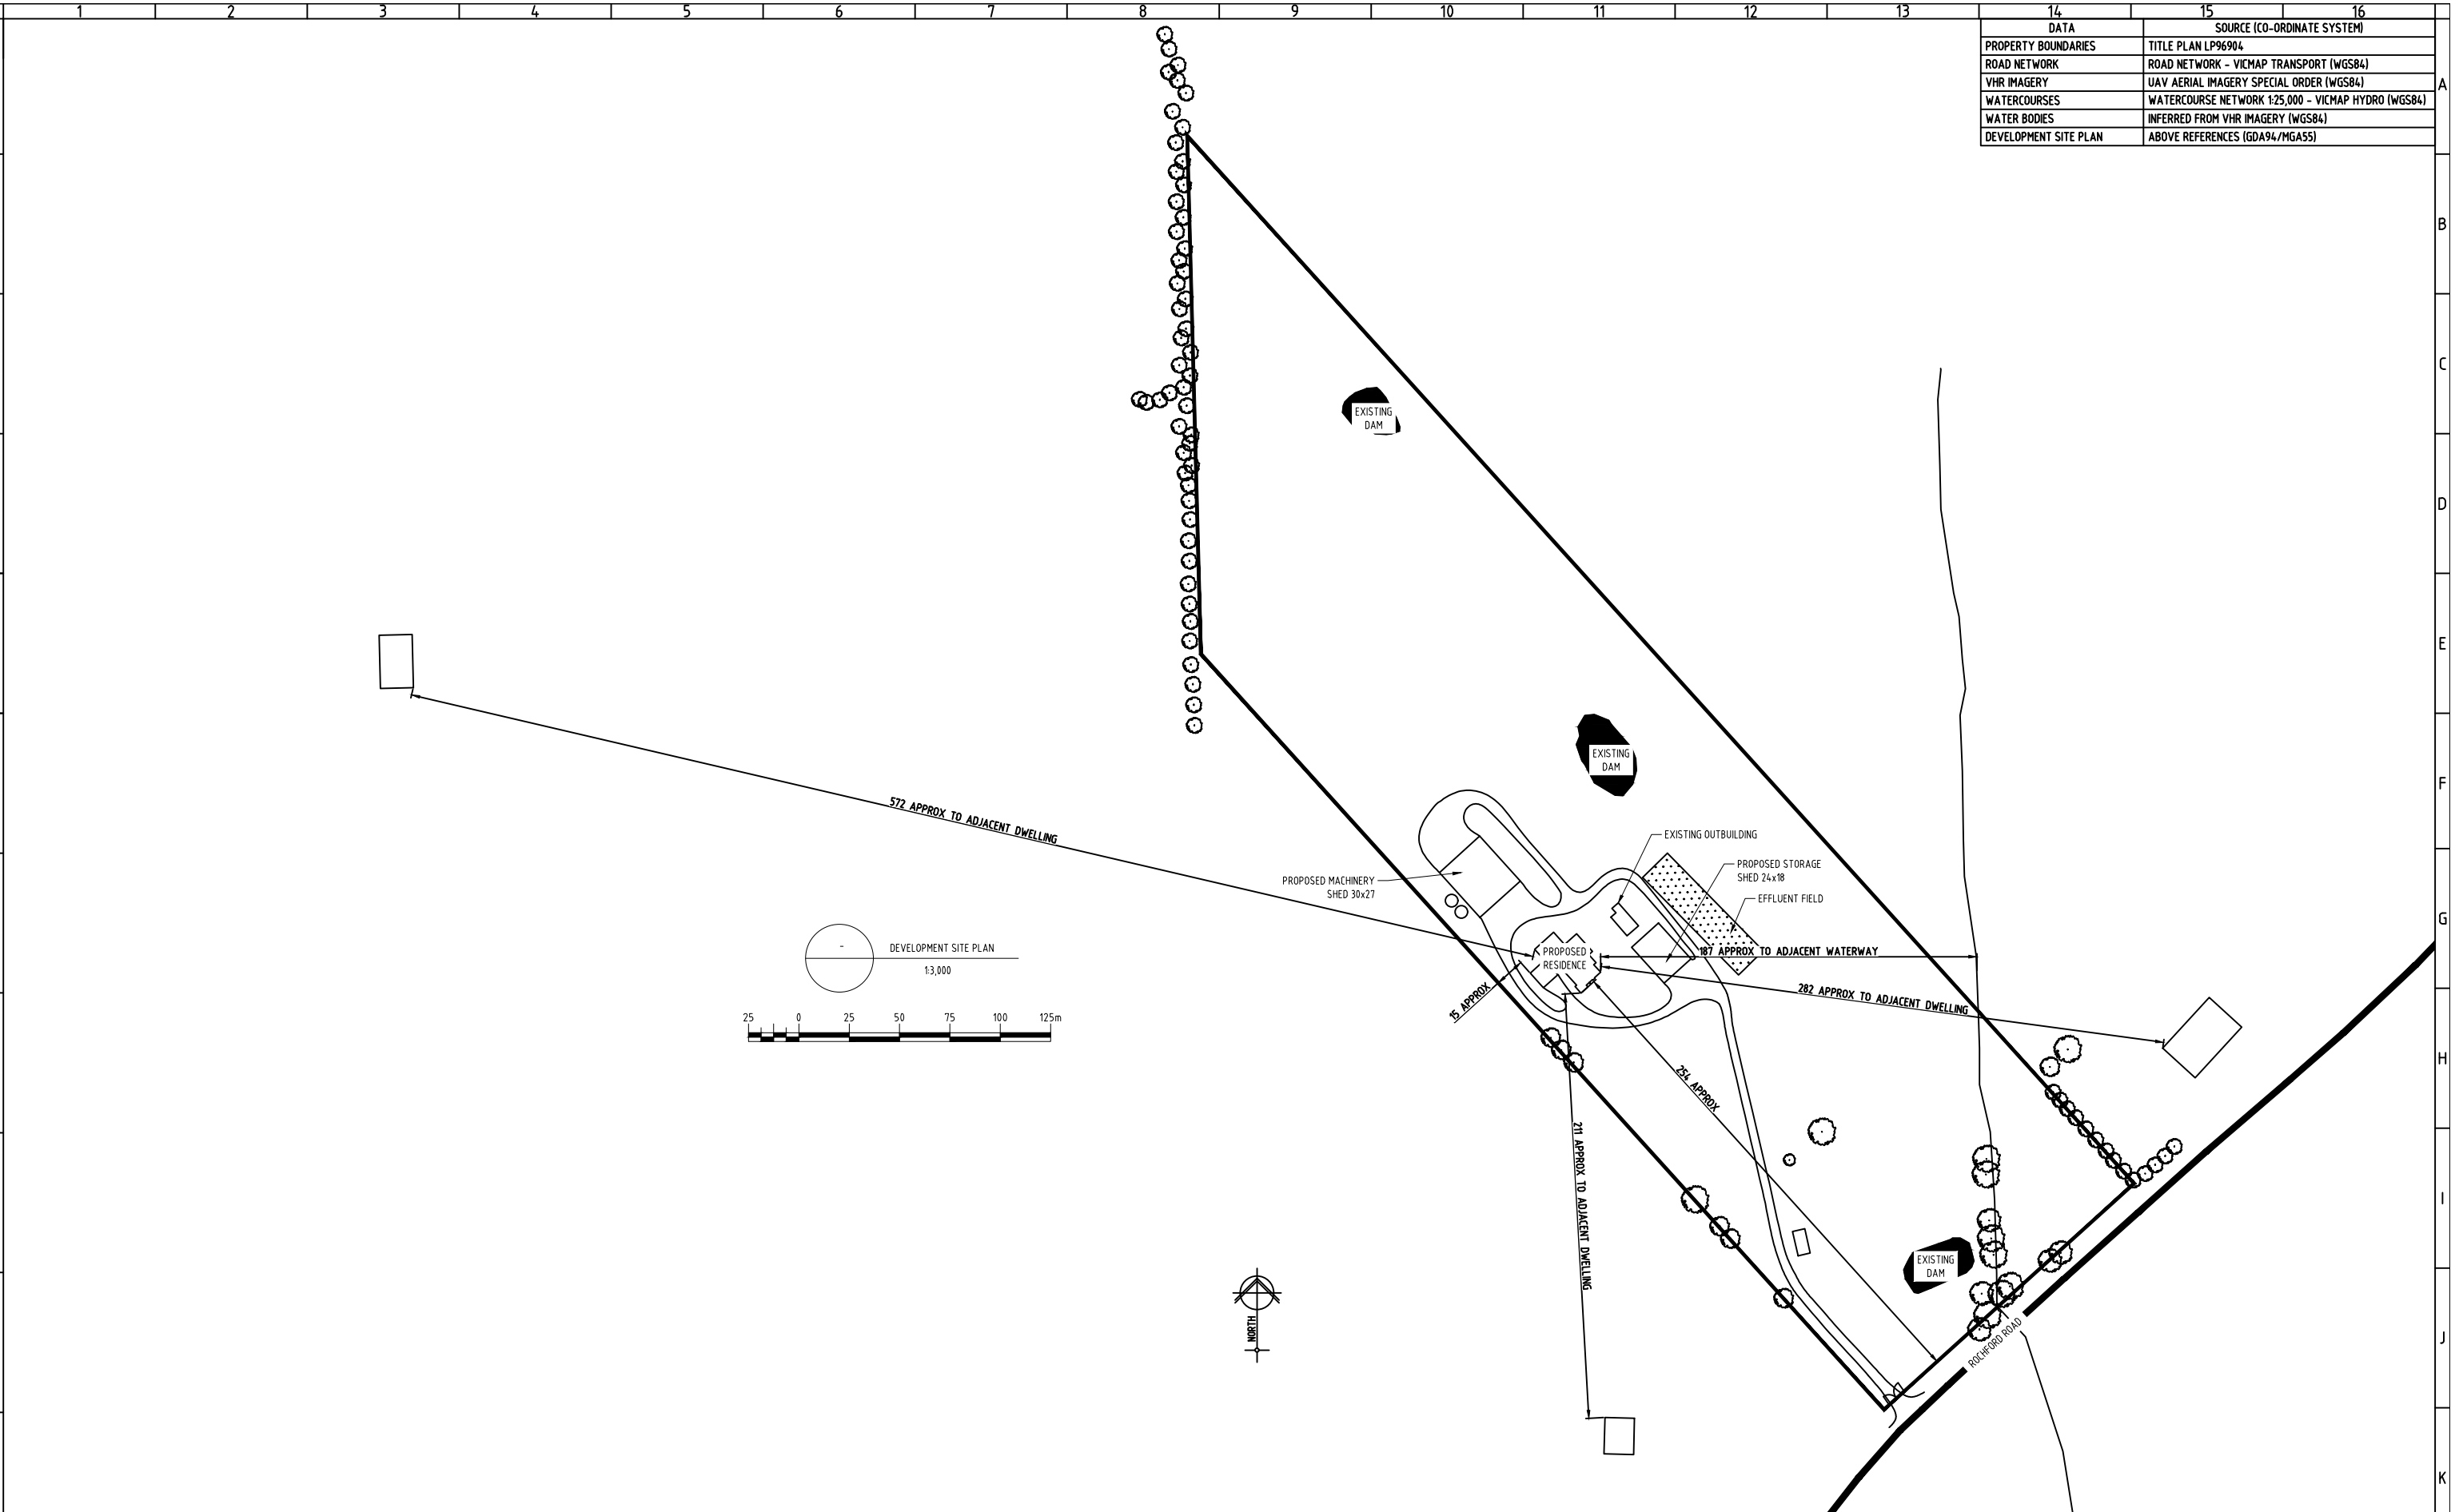 1 2 3 4 5 6 7 8 9 10 11 12 13 14 15 16
DATA SOURCE (CO-ORDINATE SYSTEM)
PROPERTY BOUNDARIES TITLE PLAN LP96904
ROAD NETWORK ROAD NETWORK - VICMAP TRANSPORT (WGS84)
VHR IMAGERY UAV AERIAL IMAGERY SPECIAL ORDER (WGS84)
WATERCOURSES WATERCOURSE NETWORK 1:25,000 - VICMAP HYDRO (WGS84)
WATER BODIES INFERRED FROM VHR IMAGERY (WGS84)
DEVELOPMENT SITE PLAN ABOVE REFERENCES (GDA94/MGA55)
A
B
C
D
E
F
G
H
I
J
K
EXISTING
DAM
EXISTING
DAM
572 APPROX TO ADJACENT DWELLING
EXISTING OUTBUILDING
PROPOSED STORAGE
SHED 24x18
PROPOSED MACHINERY
SHED 30x27
EFFLUENT FIELD
PROPOSED
RESIDENCE
187 APPROX TO ADJACENT WATERWAY
282 APPROX TO ADJACENT DWELLING
15 APPROX
-
DEVELOPMENT SITE PLAN
1:3,000
25 0 25 50 75 100 125m
254 APPROX
211 APPROX TO ADJACENT DWELLING
EXISTING
DAM
NORTH
ROCHFORD ROAD